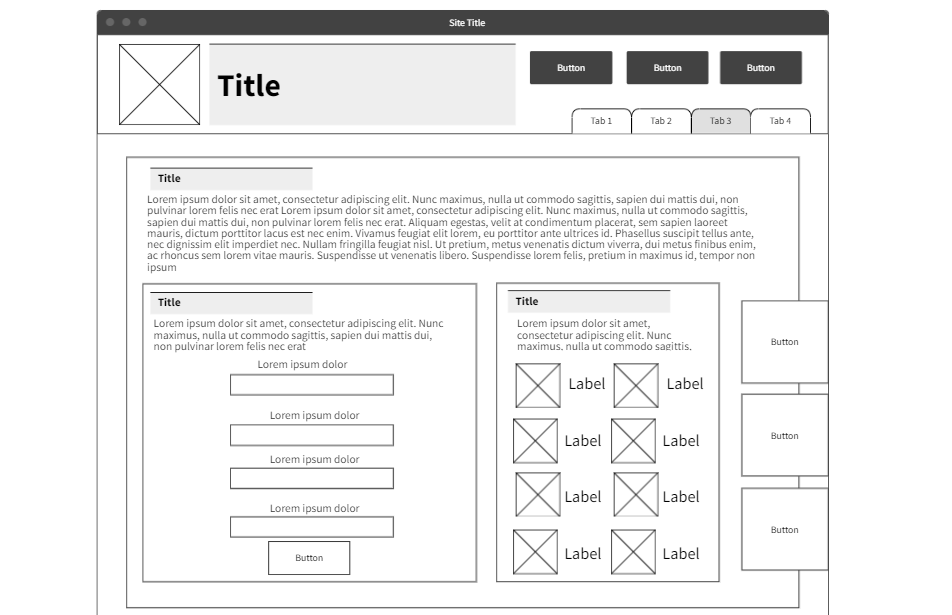 Site Title
Title
Button
Button
Button
Tab 1
Tab 2
Tab 3
Tab 4
Title
Lorem ipsum dolor sit amet, consectetur adipiscing elit. Nunc maximus, nulla ut commodo sagittis, sapien dui mattis dui, non
pulvinar lorem felis nec erat Lorem ipsum dolor sit amet, consectetur adipiscing elit. Nunc maximus, nulla ut commodo sagittis,
sapien dui mattis dui, non pulvinar lorem felis nec erat. Aliquam egestas, velit at condimentum placerat, sem sapien laoreet
mauris, dictum porttitor lacus est nec enim. Vivamus feugiat elit lorem, eu porttitor ante ultrices id. Phasellus suscipit tellus ante,
nec dignissim elit imperdiet nec. Nullam fringilla feugiat nisl. Ut pretium, metus venenatis dictum viverra, dui metus finibus enim,
ac rhoncus sem lorem vitae mauris. Suspendisse ut venenatis libero. Suspendisse lorem felis, pretium in maximus id, tempor non
ipsum
Title
Lorem ipsum dolor sit amet, consectetur adipiscing elit. Nunc
maximus, nulla ut commodo sagittis, sapien dui mattis dui,
non pulvinar lorem felis nec erat
Lorem ipsum dolor
Lorem ipsum dolor
Lorem ipsum dolor
Lorem ipsum dolor
Button
Title
Lorem ipsum dolor sit amet,
consectetur adipiscing elit. Nunc
maximus, nulla ut commodo sagittis,
Label
Label
Label
Label
Label
Label
Label
Label
Button
Button
Button